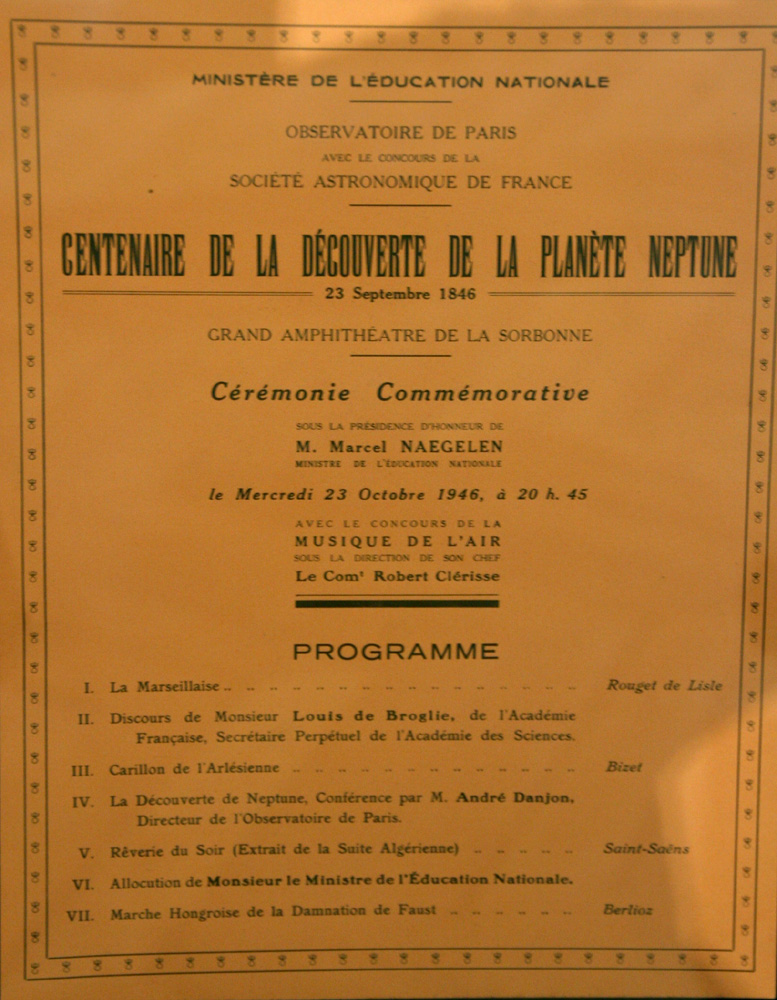 MINISTÈRE DE L'ÉDUCATION NATIONALE
OBSERVATOIRE DE PARIS
AVEC LE CONCOURS DE LA
SOCIÉTÉ ASTRONOMIQUE DE FRANCE
CENTENAIRE DE LA DÉCOUVERTE DE LA PLANÈTE NEPTUNE
23 Septembre 1846
GRAND AMPHITHÉATRE DE LA SORBONNE
Cérémonie Commémorative
SOUS LA PRÉSIDENCE D'HONNEUR DE
M. Marcel NAEGELEN
MINISTRE DE L'ÉDUCATION NATIONALE
le Mercredi 23 Octobre 1946, à 20 h. 45
AVEC LE CONCOURS DE LA
MUSIQUE DE L'AIR
SOUS LA DIRECTION DE SON CHEF
Le Comt Robert Clérisse
PROGRAMME
I. La Marseillaise .. .. .. .. .. .. .. .. .. .. .. .. .. .. .. Rouget de Lisle
II. Discours de Monsieur Louis de Broglie, de l'Académie
Française, Secrétaire Perpétuel de l'Académie des Sciences.
III. Carillon de l'Arlésienne .. .. .. .. .. .. .. .. .. .. .. .. Bizet
IV. La Découverte de Neptune, Conférence par M. André Danjon,
Directeur de l'Observatoire de Paris.
V. Rêverie du Soir (Extrait de la Suite Algérienne) .. .. .. .. .. Saint-Saëns
VI. Allocution de Monsieur le Ministre de l'Éducation Nationale.
VII. Marche Hongroise de la Damnation de Faust .. .. .. .. .. .. Berlioz